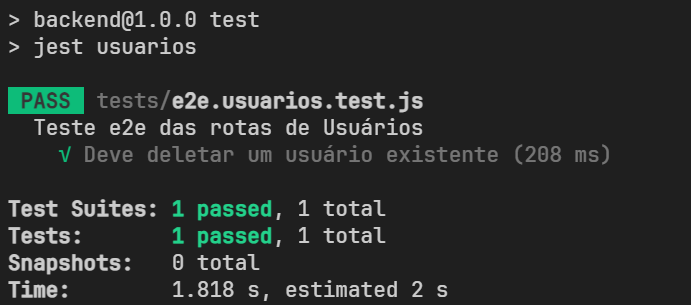 > backend@1.0.0 test
> jest usuarios
PASS tests/e2e.usuarios.test.js
Teste e2e das rotas de Usuários
√ Deve deletar um usuário existente (208 ms)
Test Suites: 1 passed, 1 total
Tests: 1 passed, 1 total
Snapshots: 0 total
Time: 1.818 s, estimated 2 s